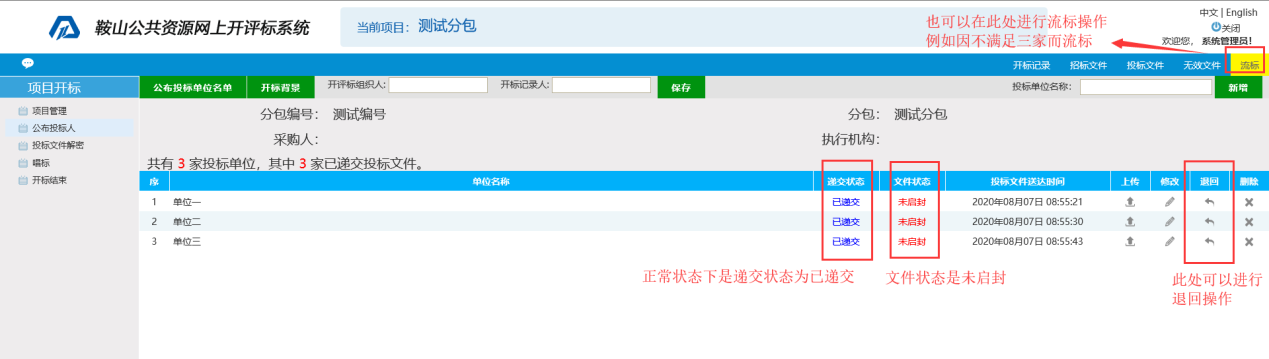 鞍山公共资源网上开评标系统
当前项目： 测试分包
也可以在此处进行流标操作
例如因不满足三家而流标
中文 | English
关闭
欢迎您， 系统管理员！
开标记录 招标文件 投标文件 无效文件 流标
项目开标
公布投标单位名单 开标背景 开评标组织人: 开标记录人: 保存 投标单位名称: 新增
项目管理
公布投标人
投标文件解密
唱标
开标结束
分包编号： 测试编号 分包： 测试分包
采购人： 执行机构：
共有 3 家投标单位，其中 3 家已递交投标文件。
序 单位名称 递交状态 文件状态 投标文件送达时间 上传 修改 退回 删除
1 单位一 已递交 未启封 2020年08月07日 08:55:21
2 单位二 已递交 未启封 2020年08月07日 08:55:30
3 单位三 已递交 未启封 2020年08月07日 08:55:43
正常状态下是递交状态为已递交
文件状态是未启封
此处可以进行
退回操作